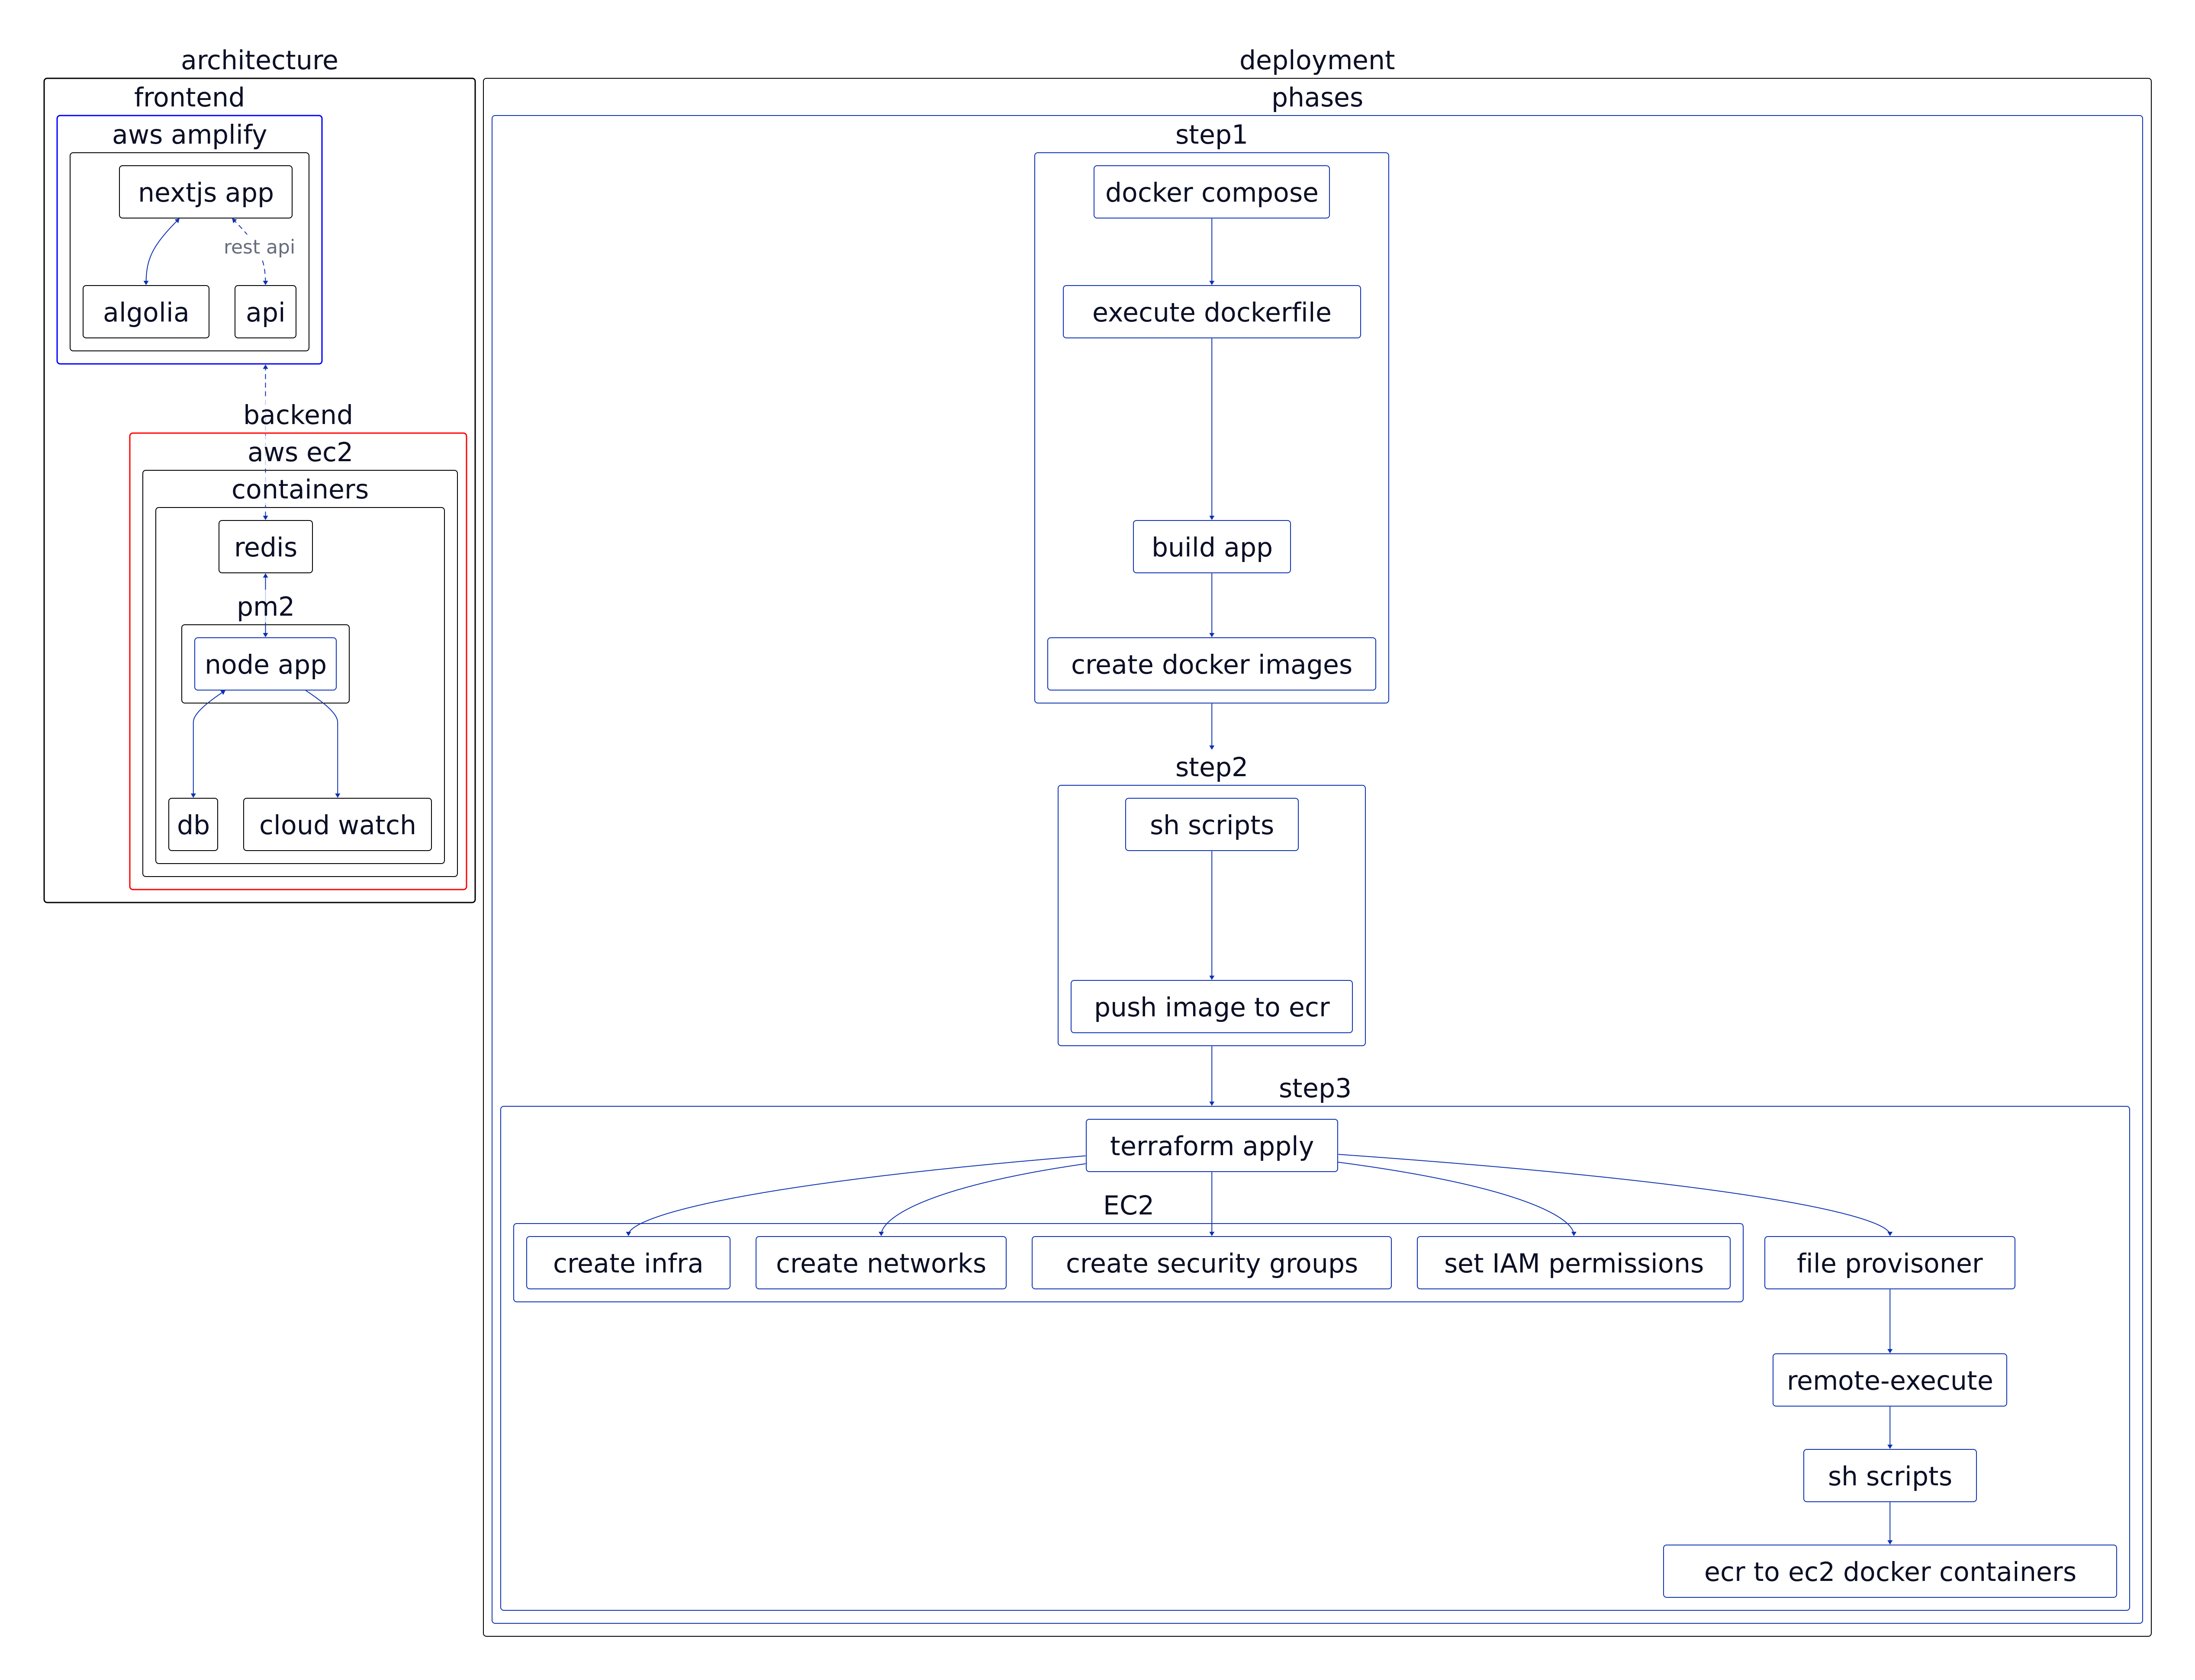 architecture
frontend
aws amplify
nextjs app
rest api
algolia
api
backend
aws ec2
containers
redis
pm2
node app
db
cloud watch
deployment
phases
step1
docker compose
execute dockerfile
build app
create docker images
step2
sh scripts
push image to ecr
step3
terraform apply
EC2
create infra
create networks
create security groups
set IAM permissions
file provisoner
remote-execute
sh scripts
ecr to ec2 docker containers